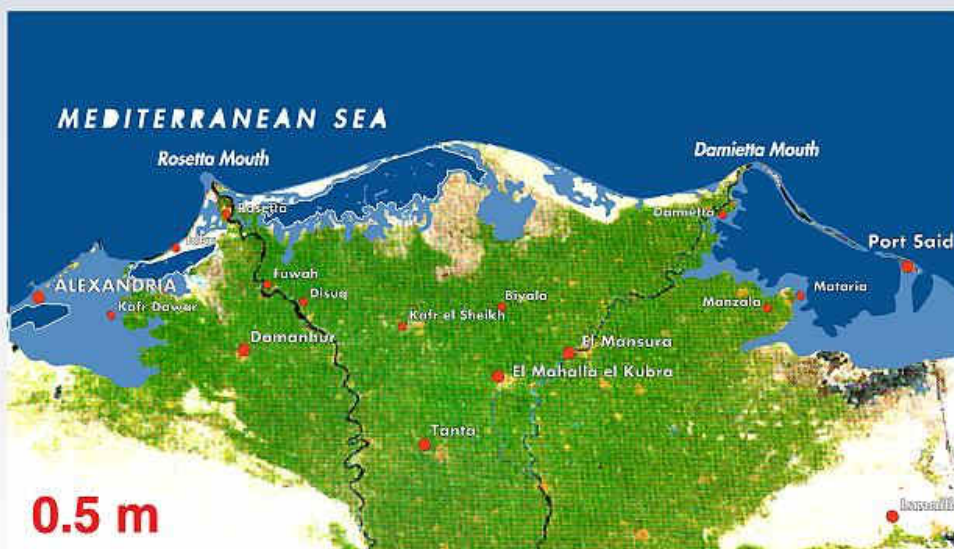 MEDITERRANEAN SEA
Rosetta Mouth
Damietta Mouth
Rosetta
Damietta
Port Said
ALEXANDRIA
Fuwah
Disuq
Biyala
Manzala
Mataria
Kafr Dawar
Kafr el Sheikh
Damanhur
El Mansura
El Mahalla el Kubra
Tanta
0.5 m